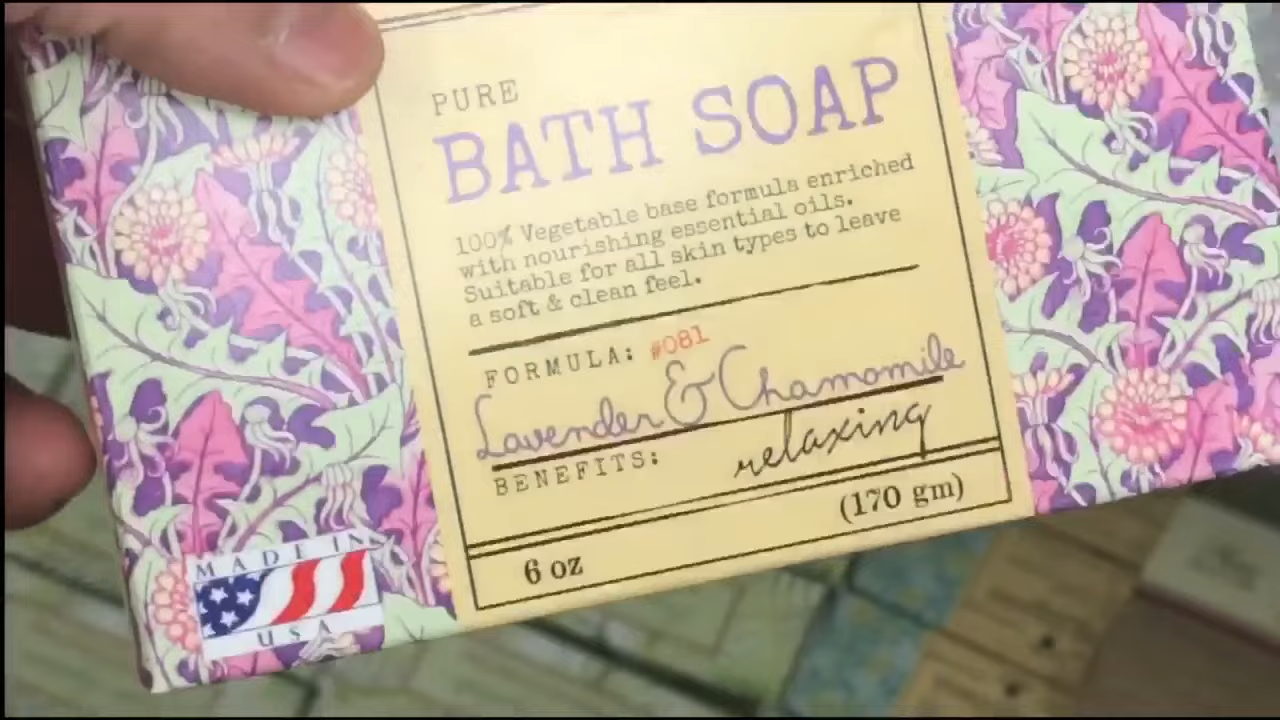 PURE
BATH SOAP
100% Vegetable base formula enriched
with nourishing essential oils.
Suitable for all skin types to leave
a soft & clean feel.
FORMULA: #081
Lavender & Chamomile
BENEFITS: relaxing
(170 gm)
6 oz
MADE IN
USA